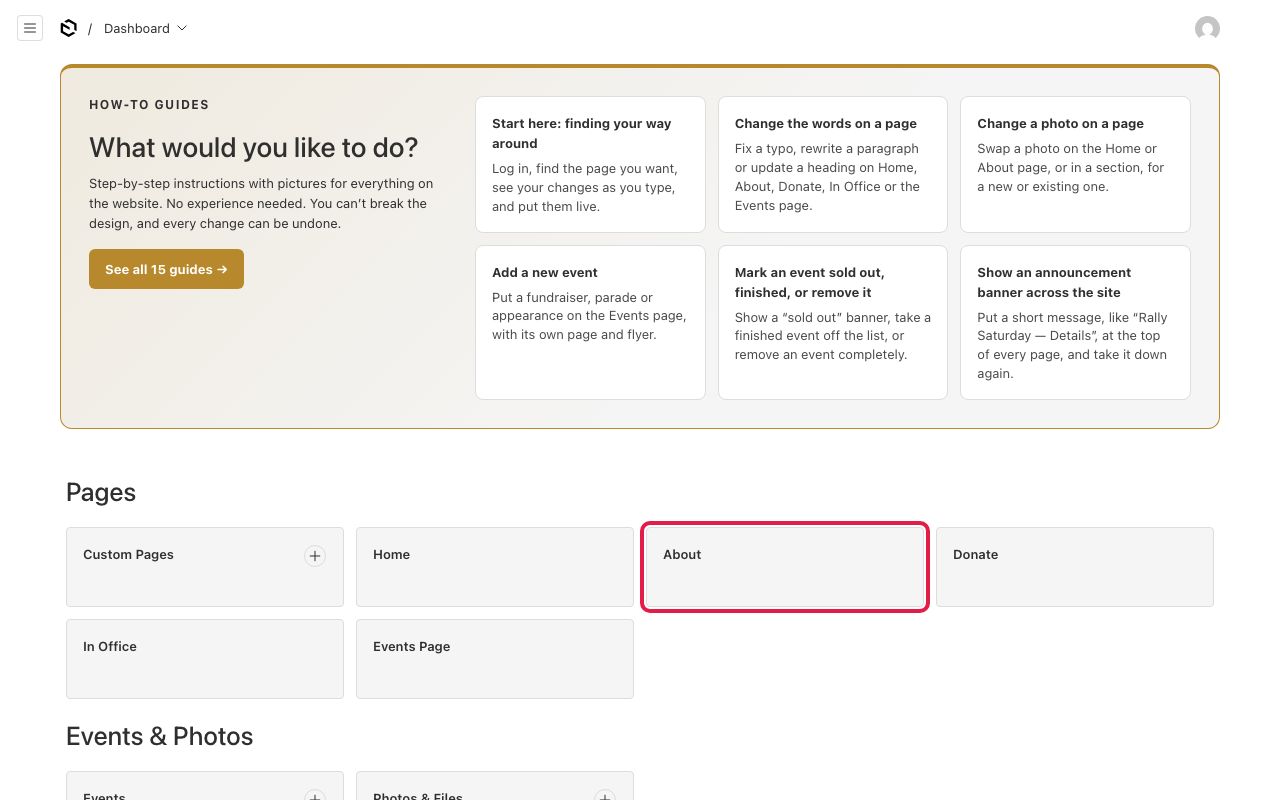 / Dashboard
HOW-TO GUIDES
What would you like to do?
Step-by-step instructions with pictures for everything on
the website. No experience needed. You can’t break the
design, and every change can be undone.
See all 15 guides →
Start here: finding your way
around
Log in, find the page you want,
see your changes as you type,
and put them live.
Change the words on a page
Fix a typo, rewrite a paragraph
or update a heading on Home,
About, Donate, In Office or the
Events page.
Change a photo on a page
Swap a photo on the Home or
About page, or in a section, for
a new or existing one.
Add a new event
Put a fundraiser, parade or
appearance on the Events page,
with its own page and flyer.
Mark an event sold out,
finished, or remove it
Show a “sold out” banner, take a
finished event off the list, or
remove an event completely.
Show an announcement
banner across the site
Put a short message, like “Rally
Saturday — Details”, at the top
of every page, and take it down
again.
Pages
Custom Pages
Home
About
Donate
In Office
Events Page
Events & Photos
Events
Photos & Files